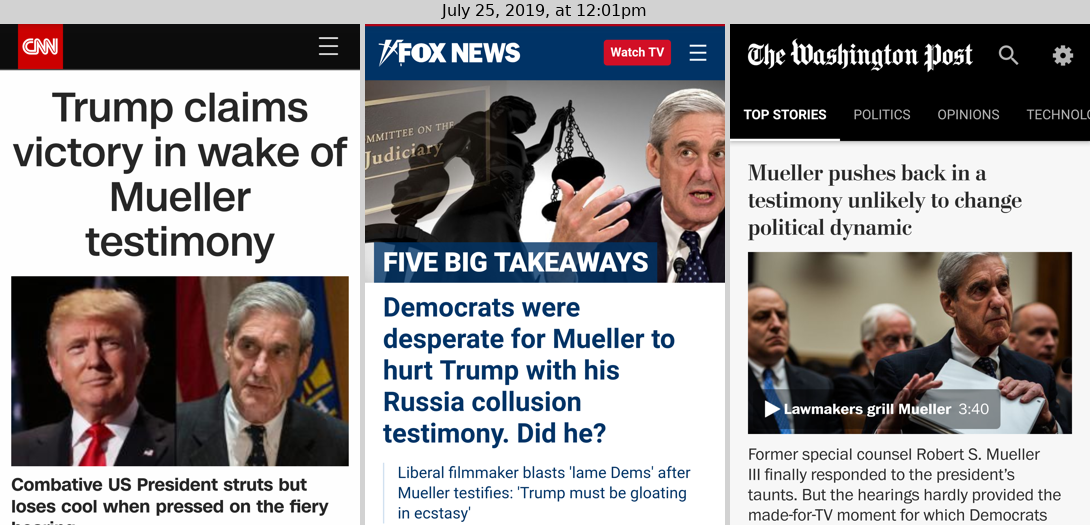 July 25, 2019, at 12:01pm
CNN
Trump claims
victory in wake of
Mueller
testimony
Combative US President struts but
loses cool when pressed on the fiery
hearing
FOX NEWS
Watch TV
MMITTEE ON THE
Judiciary
FIVE BIG TAKEAWAYS
Democrats were
desperate for Mueller to
hurt Trump with his
Russia collusion
testimony. Did he?
Liberal filmmaker blasts 'lame Dems' after
Mueller testifies: 'Trump must be gloating
in ecstasy'
The Washington Post
TOP STORIES POLITICS OPINIONS TECHNOLO
Mueller pushes back in a
testimony unlikely to change
political dynamic
Lawmakers grill Mueller 3:40
Former special counsel Robert S. Mueller
III finally responded to the president’s
taunts. But the hearings hardly provided the
made-for-TV moment for which Democrats